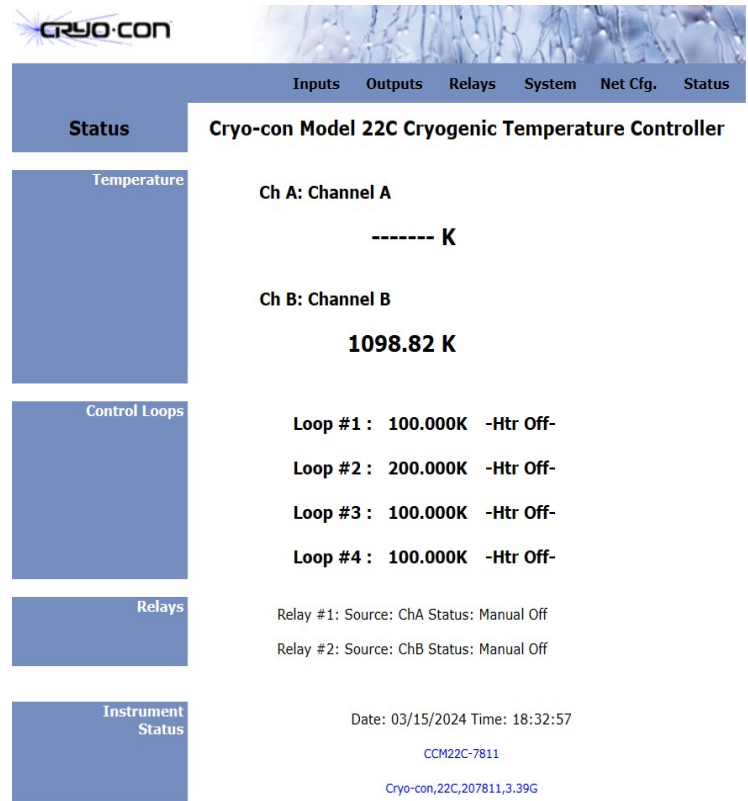 CRYO·CON
Inputs Outputs Relays System Net Cfg. Status
Status
Cryo-con Model 22C Cryogenic Temperature Controller
Temperature
Ch A: Channel A
------- K
Ch B: Channel B
1098.82 K
Control Loops
Loop #1 : 100.000K -Htr Off-
Loop #2 : 200.000K -Htr Off-
Loop #3 : 100.000K -Htr Off-
Loop #4 : 100.000K -Htr Off-
Relays
Relay #1: Source: ChA Status: Manual Off
Relay #2: Source: ChB Status: Manual Off
Instrument
Status
Date: 03/15/2024 Time: 18:32:57
CCM22C-7811
Cryo-con,22C,207811,3.39G